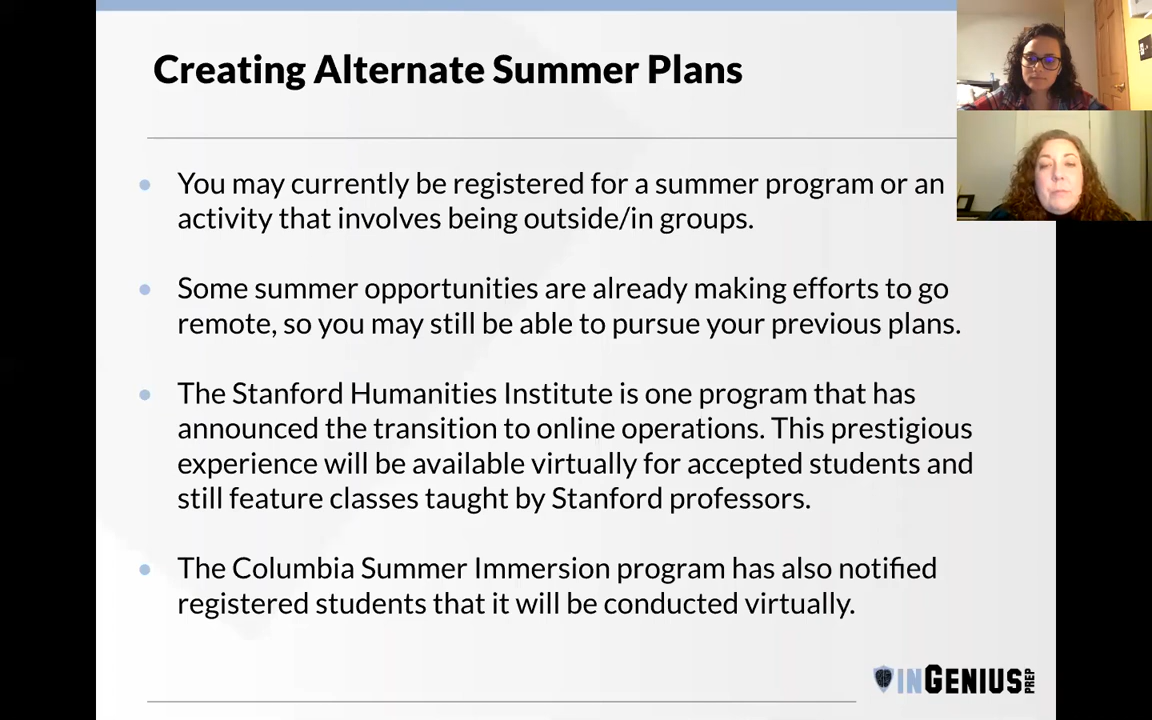 Creating Alternate Summer Plans
You may currently be registered for a summer program or an
activity that involves being outside/in groups.
Some summer opportunities are already making efforts to go
remote, so you may still be able to pursue your previous plans.
The Stanford Humanities Institute is one program that has
announced the transition to online operations. This prestigious
experience will be available virtually for accepted students and
still feature classes taught by Stanford professors.
The Columbia Summer Immersion program has also notified
registered students that it will be conducted virtually.
INGENIUS PREP